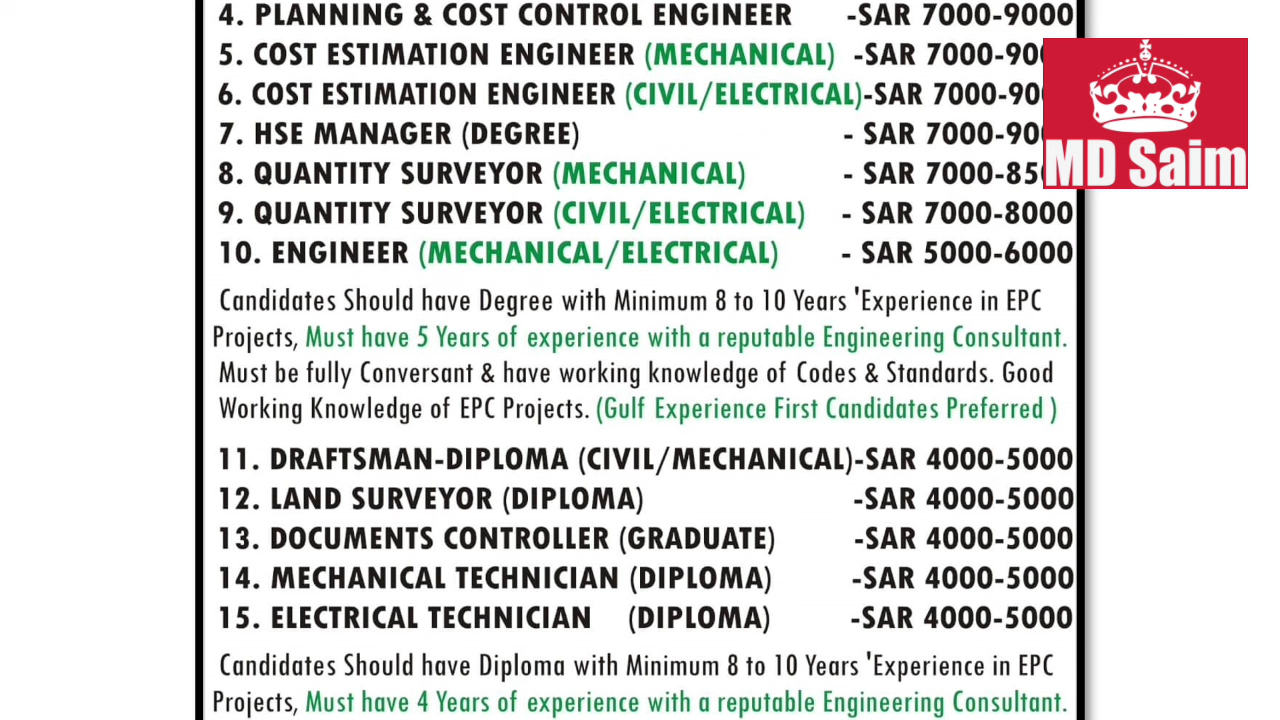 4. PLANNING & COST CONTROL ENGINEER -SAR 7000-9000
5. COST ESTIMATION ENGINEER (MECHANICAL) -SAR 7000-90
6. COST ESTIMATION ENGINEER (CIVIL/ELECTRICAL)-SAR 7000-90
7. HSE MANAGER (DEGREE) - SAR 7000-90
8. QUANTITY SURVEYOR (MECHANICAL) - SAR 7000-85
MD Saim
9. QUANTITY SURVEYOR (CIVIL/ELECTRICAL) - SAR 7000-8000
10. ENGINEER (MECHANICAL/ELECTRICAL) - SAR 5000-6000
Candidates Should have Degree with Minimum 8 to 10 Years 'Experience in EPC
Projects, Must have 5 Years of experience with a reputable Engineering Consultant.
Must be fully Conversant & have working knowledge of Codes & Standards. Good
Working Knowledge of EPC Projects. (Gulf Experience First Candidates Preferred )
11. DRAFTSMAN-DIPLOMA (CIVIL/MECHANICAL)-SAR 4000-5000
12. LAND SURVEYOR (DIPLOMA) -SAR 4000-5000
13. DOCUMENTS CONTROLLER (GRADUATE) -SAR 4000-5000
14. MECHANICAL TECHNICIAN (DIPLOMA) -SAR 4000-5000
15. ELECTRICAL TECHNICIAN (DIPLOMA) -SAR 4000-5000
Candidates Should have Diploma with Minimum 8 to 10 Years 'Experience in EPC
Projects, Must have 4 Years of experience with a reputable Engineering Consultant.